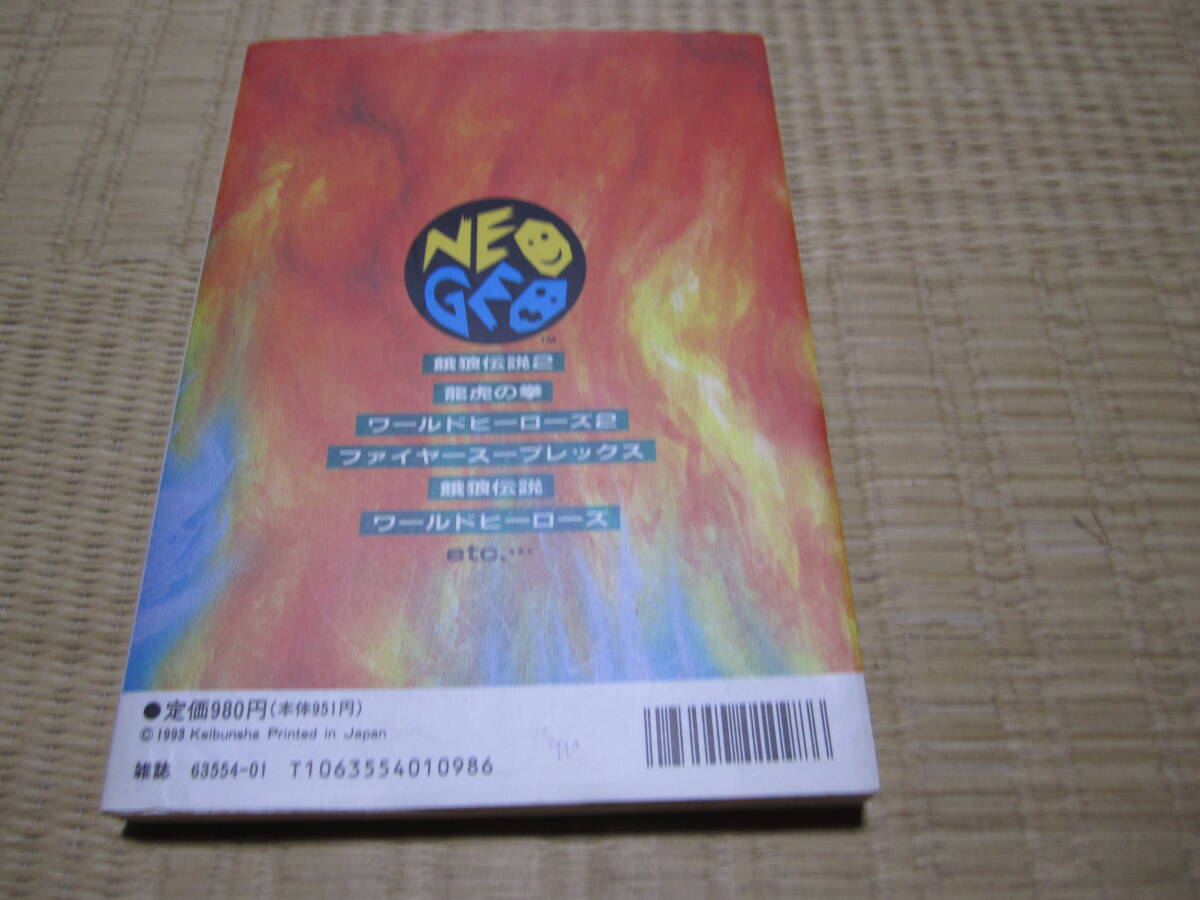 NEO
GEO
TM
餓狼伝説2
龍虎の拳
ワールドヒーローズ2
ファイヤースープレックス
餓狼伝説
ワールドヒーローズ
etc.…
●定価980円(本体951円)
©1993 Keibunsha Printed in Japan
雑誌 63554-01 T1063554010986